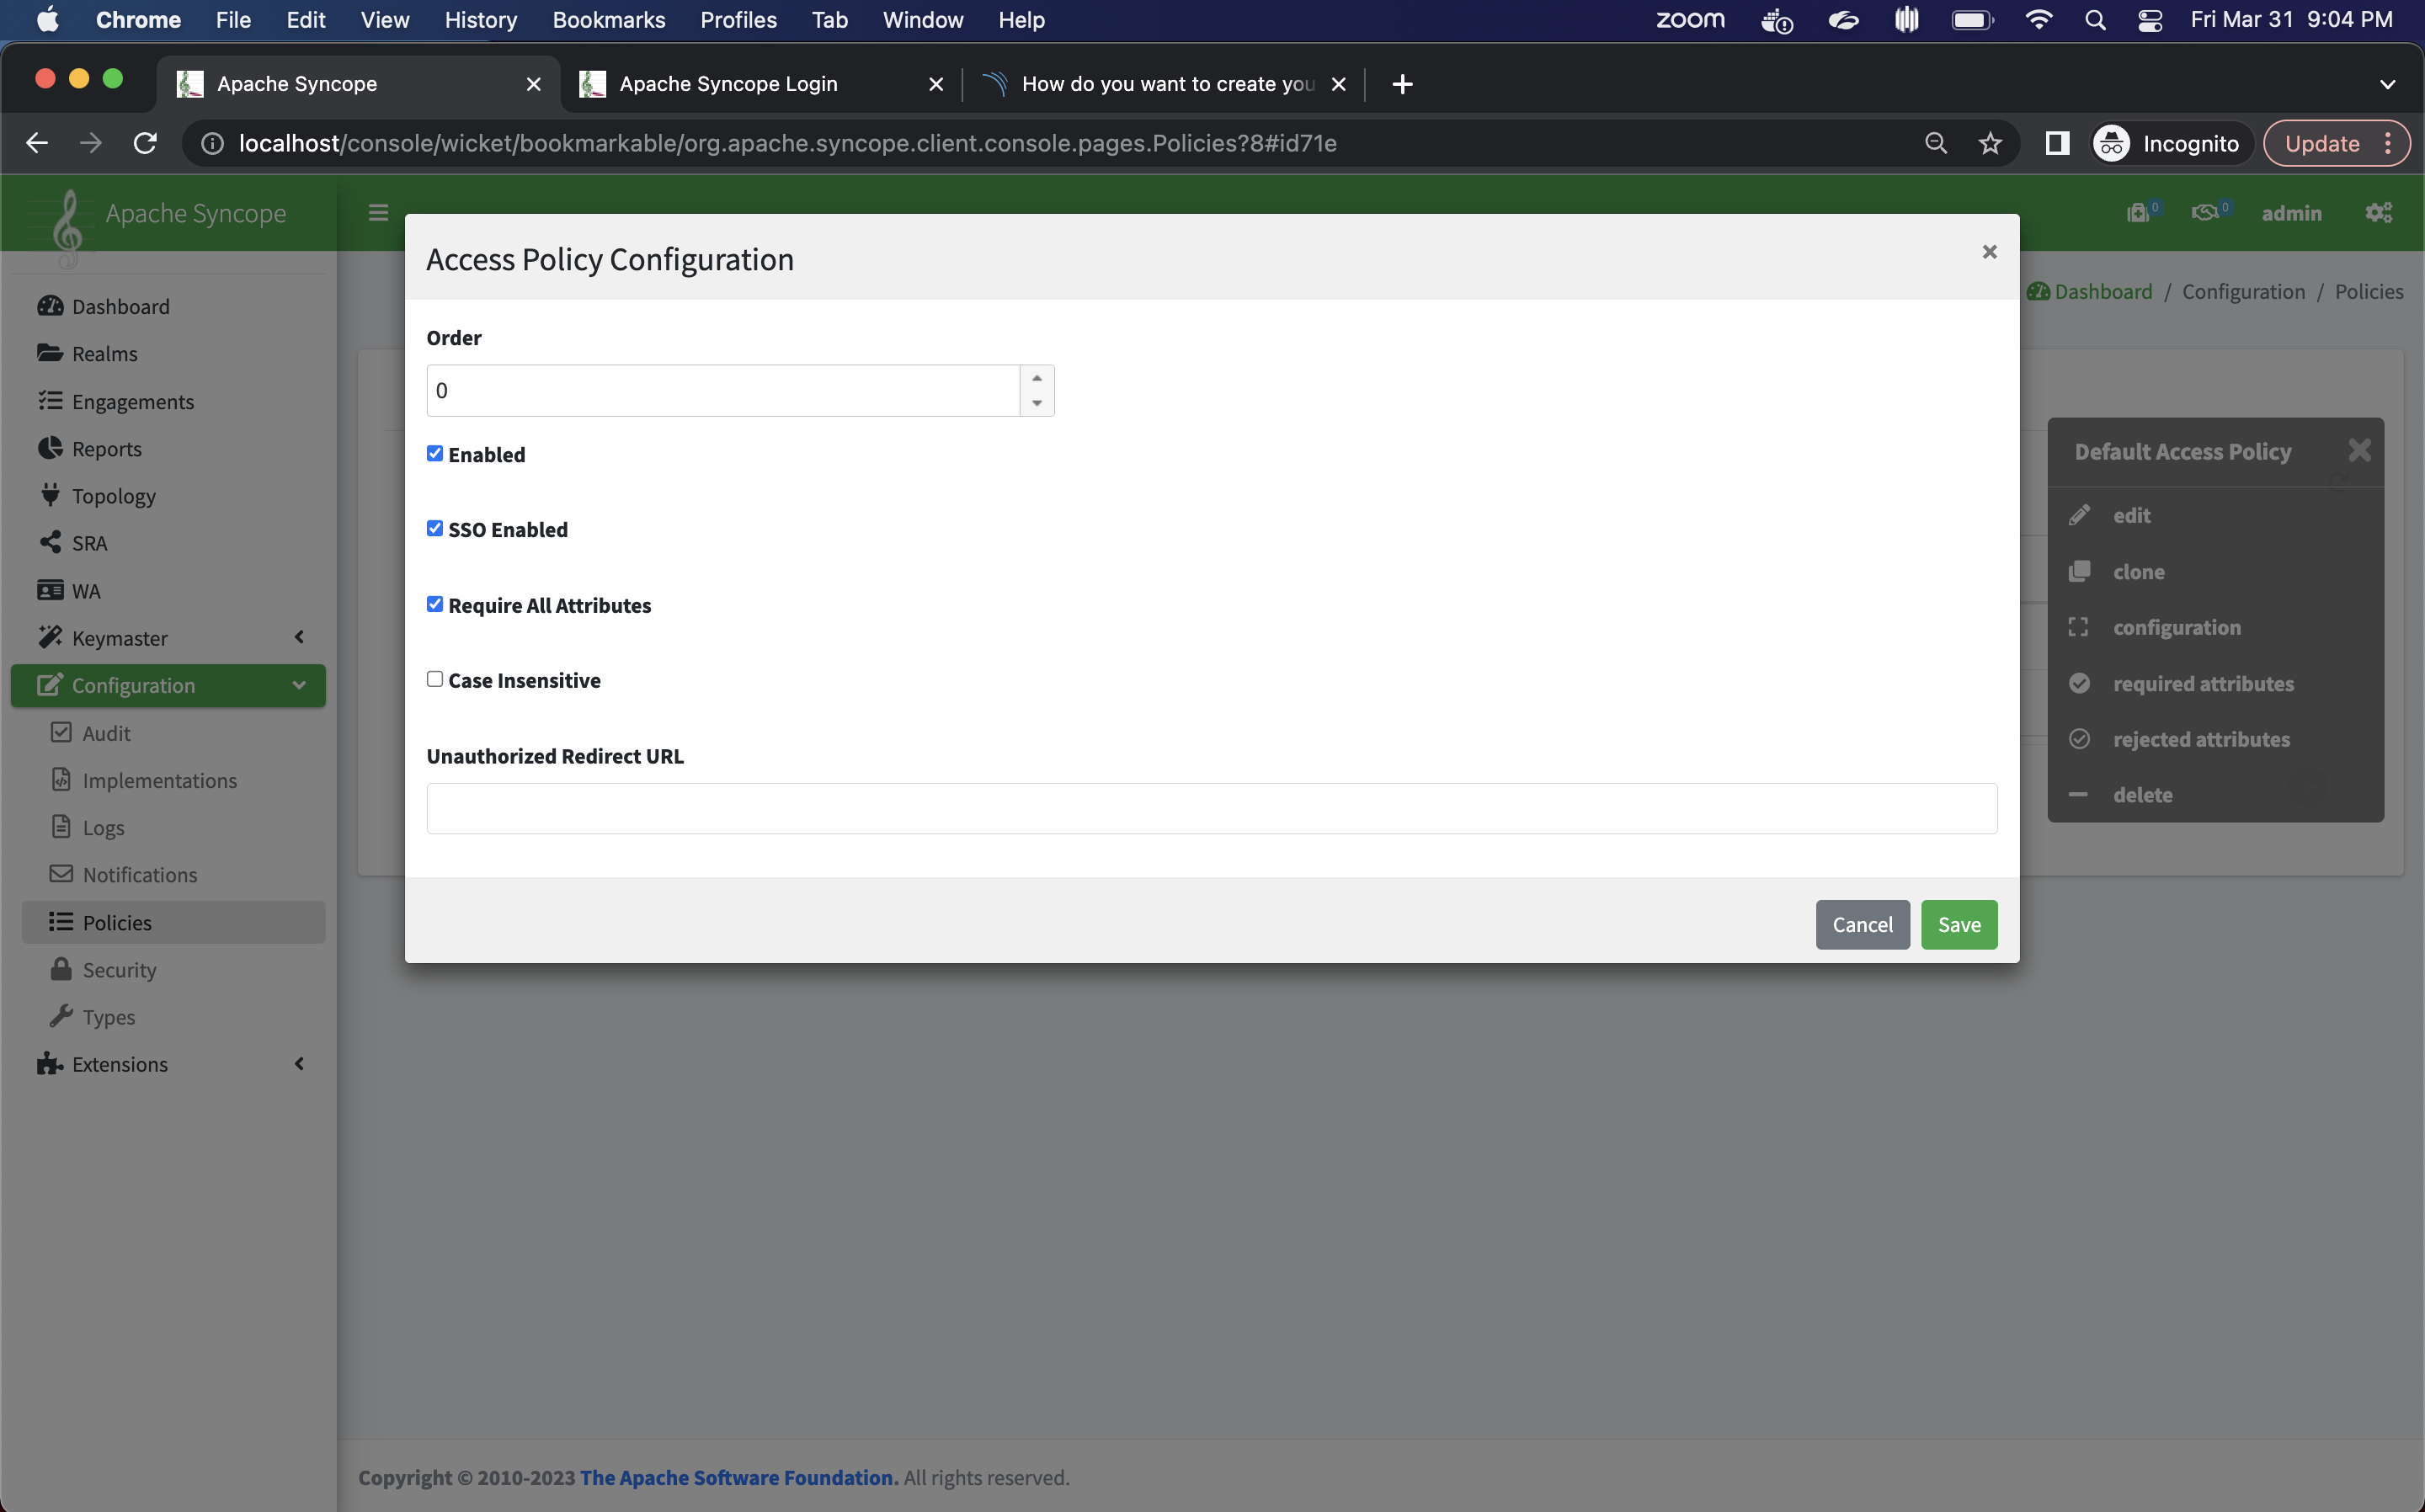 Chrome File Edit View History Bookmarks Profiles Tab Window Help zoom Fri Mar 31 9:04 PM
Apache Syncope Apache Syncope Login How do you want to create you
localhost/console/wicket/bookmarkable/org.apache.syncope.client.console.pages.Policies?8#id71e Incognito Update
Apache Syncope 0 0 admin
Dashboard / Configuration / Policies
Dashboard
Realms
Engagements
Reports
Topology
SRA
WA
Keymaster
Configuration
Audit
Implementations
Logs
Notifications
Policies
Security
Types
Extensions
Access Policy Configuration
Order
0
Enabled
SSO Enabled
Require All Attributes
Case Insensitive
Unauthorized Redirect URL
Cancel Save
Default Access Policy
edit
clone
configuration
required attributes
rejected attributes
delete
Copyright © 2010-2023 The Apache Software Foundation. All rights reserved.